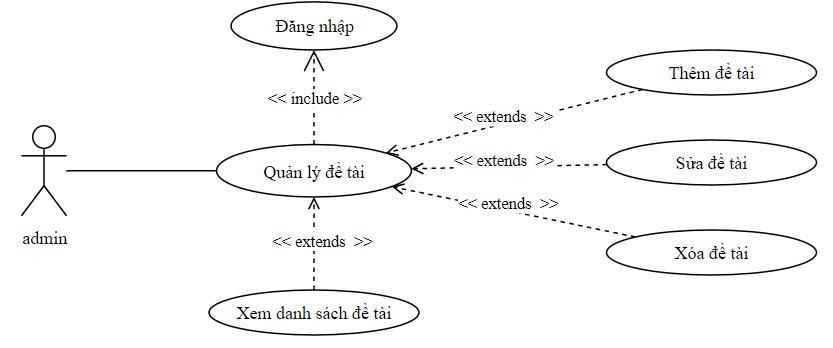 Đăng nhập
Thêm đề tài
<< include >>
<< extends >>
<< extends >>
Sửa đề tài
Quản lý đề tài
<< extends >>
admin
<< extends >>
Xóa đề tài
Xem danh sách đề tài